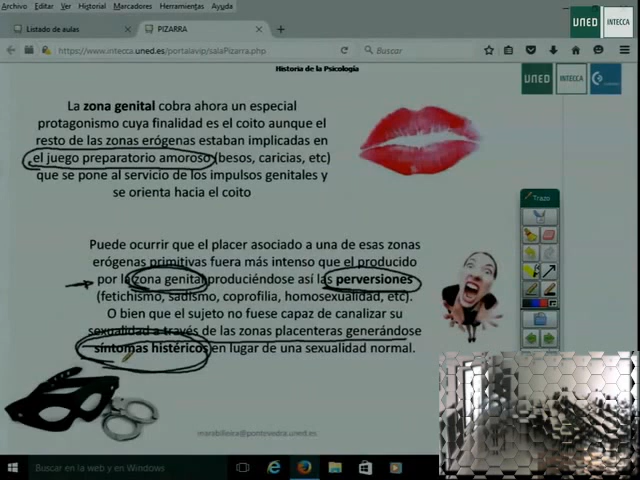 Archivo Editar Ver Historial Marcadores Herramientas Ayuda
Listado de aulas
PIZARRA
https://www.intecca.uned.es/portalavip/salaPizarra.php
Buscar
UNED INTECCA
Historia de la Psicología
UNED INTECCA
La zona genital cobra ahora un especial
protagonismo cuya finalidad es el coito aunque el
resto de las zonas erógenas estaban implicadas en
el juego preparatorio amoroso (besos, caricias, etc)
que se pone al servicio de los impulsos genitales y
se orienta hacia el coito
Trazo
Puede ocurrir que el placer asociado a una de esas zonas
erógenas primitivas fuera más intenso que el producido
por la zona genital produciéndose así las perversiones
(fetichismo, sadismo, coprofilia, homosexualidad, etc).
O bien que el sujeto no fuese capaz de canalizar su
sexualidad a través de las zonas placenteras generándose
síntomas histéricos en lugar de una sexualidad normal.
Buscar en la web y en Windows